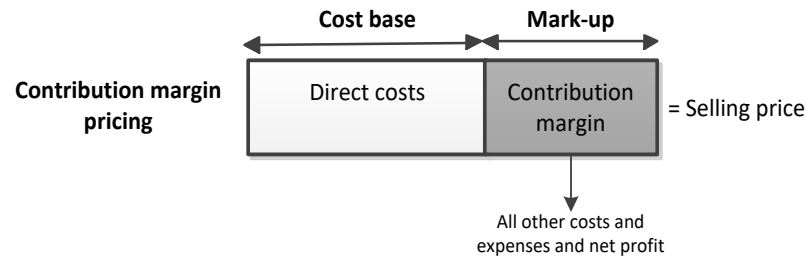 Cost base
Mark-up
Contribution margin
pricing
Direct costs
Contribution
margin
= Selling price
All other costs and
expenses and net profit